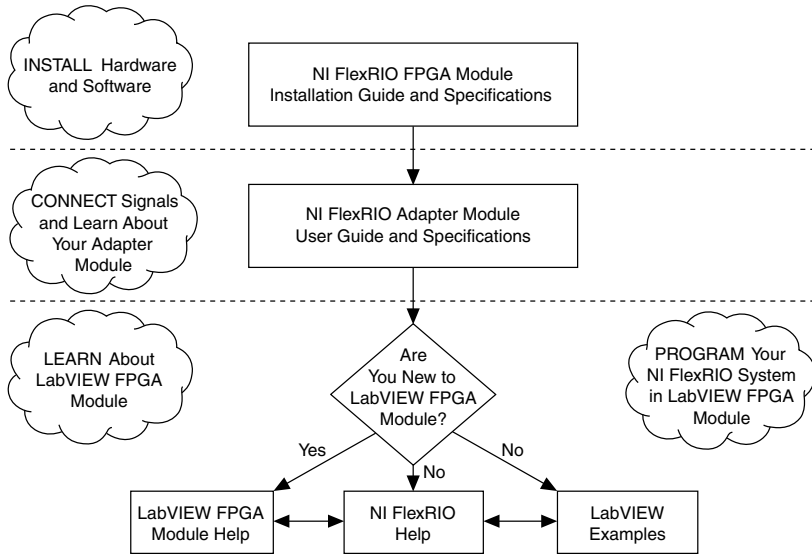 INSTALL Hardware
and Software
NI FlexRIO FPGA Module
Installation Guide and Specifications
CONNECT Signals
and Learn About
Your Adapter
Module
NI FlexRIO Adapter Module
User Guide and Specifications
LEARN About
LabVIEW FPGA
Module
Are
You New to
LabVIEW FPGA
Module?
PROGRAM Your
NI FlexRIO System
in LabVIEW FPGA
Module
Yes
No
No
LabVIEW FPGA
Module Help
NI FlexRIO
Help
LabVIEW
Examples